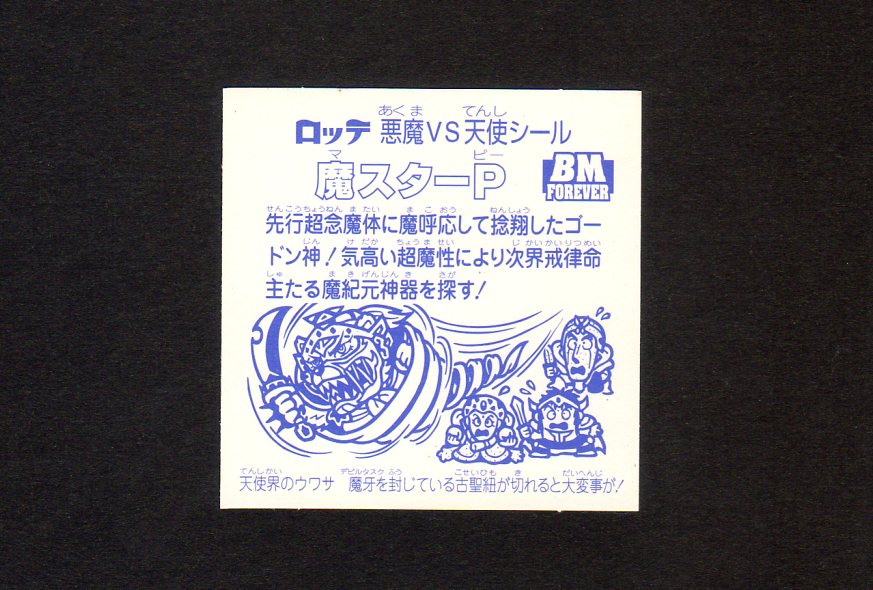 ロッテ 悪魔VS天使シール
あくま てんし
魔スターP
マ ピー
BM
FOREVER
せんこうちょうねん ま たい ま こ おう ねんしょう
先行超念魔体に魔呼応して捻翔したゴー
じん け だか ちょう ま せい じ かい かい りつ めい
ドン神!気高い超魔性により次界戒律命
しゅ ま き げん じん き さが
主たる魔紀元神器を探す!
てんしかい デビルタスク ふう こせいひも き だいへんじ
天使界のウワサ 魔牙を封じている古聖紐が切れると大変事が!